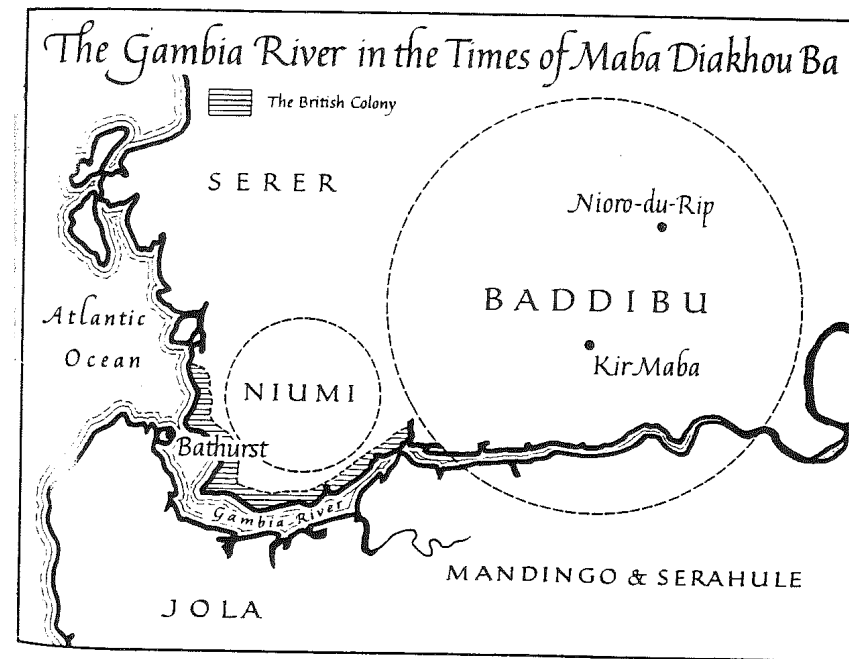 The Gambia River in the Times of Maba Diakhou Ba
The British Colony
SERER
Nioro-du-Rip
BADDIBU
Atlantic
Ocean
Kir Maba
NIUMI
Bathurst
Gambia River
MANDINGO & SERAHULE
JOLA